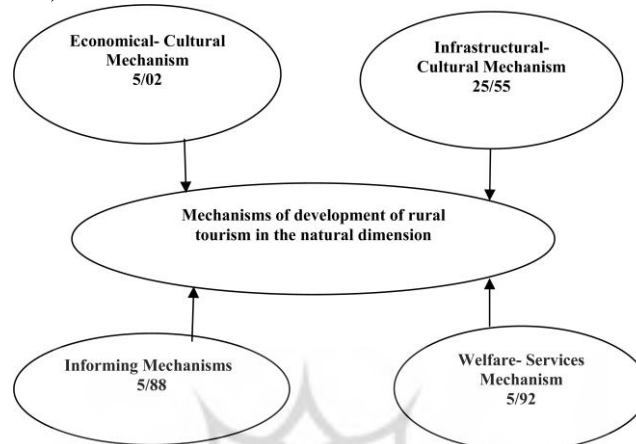 Economical- Cultural
Mechanism
5/02
Infrastructural-
Cultural Mechanism
25/55
Mechanisms of development of rural
tourism in the natural dimension
Informing Mechanisms
5/88
Welfare- Services
Mechanism
5/92